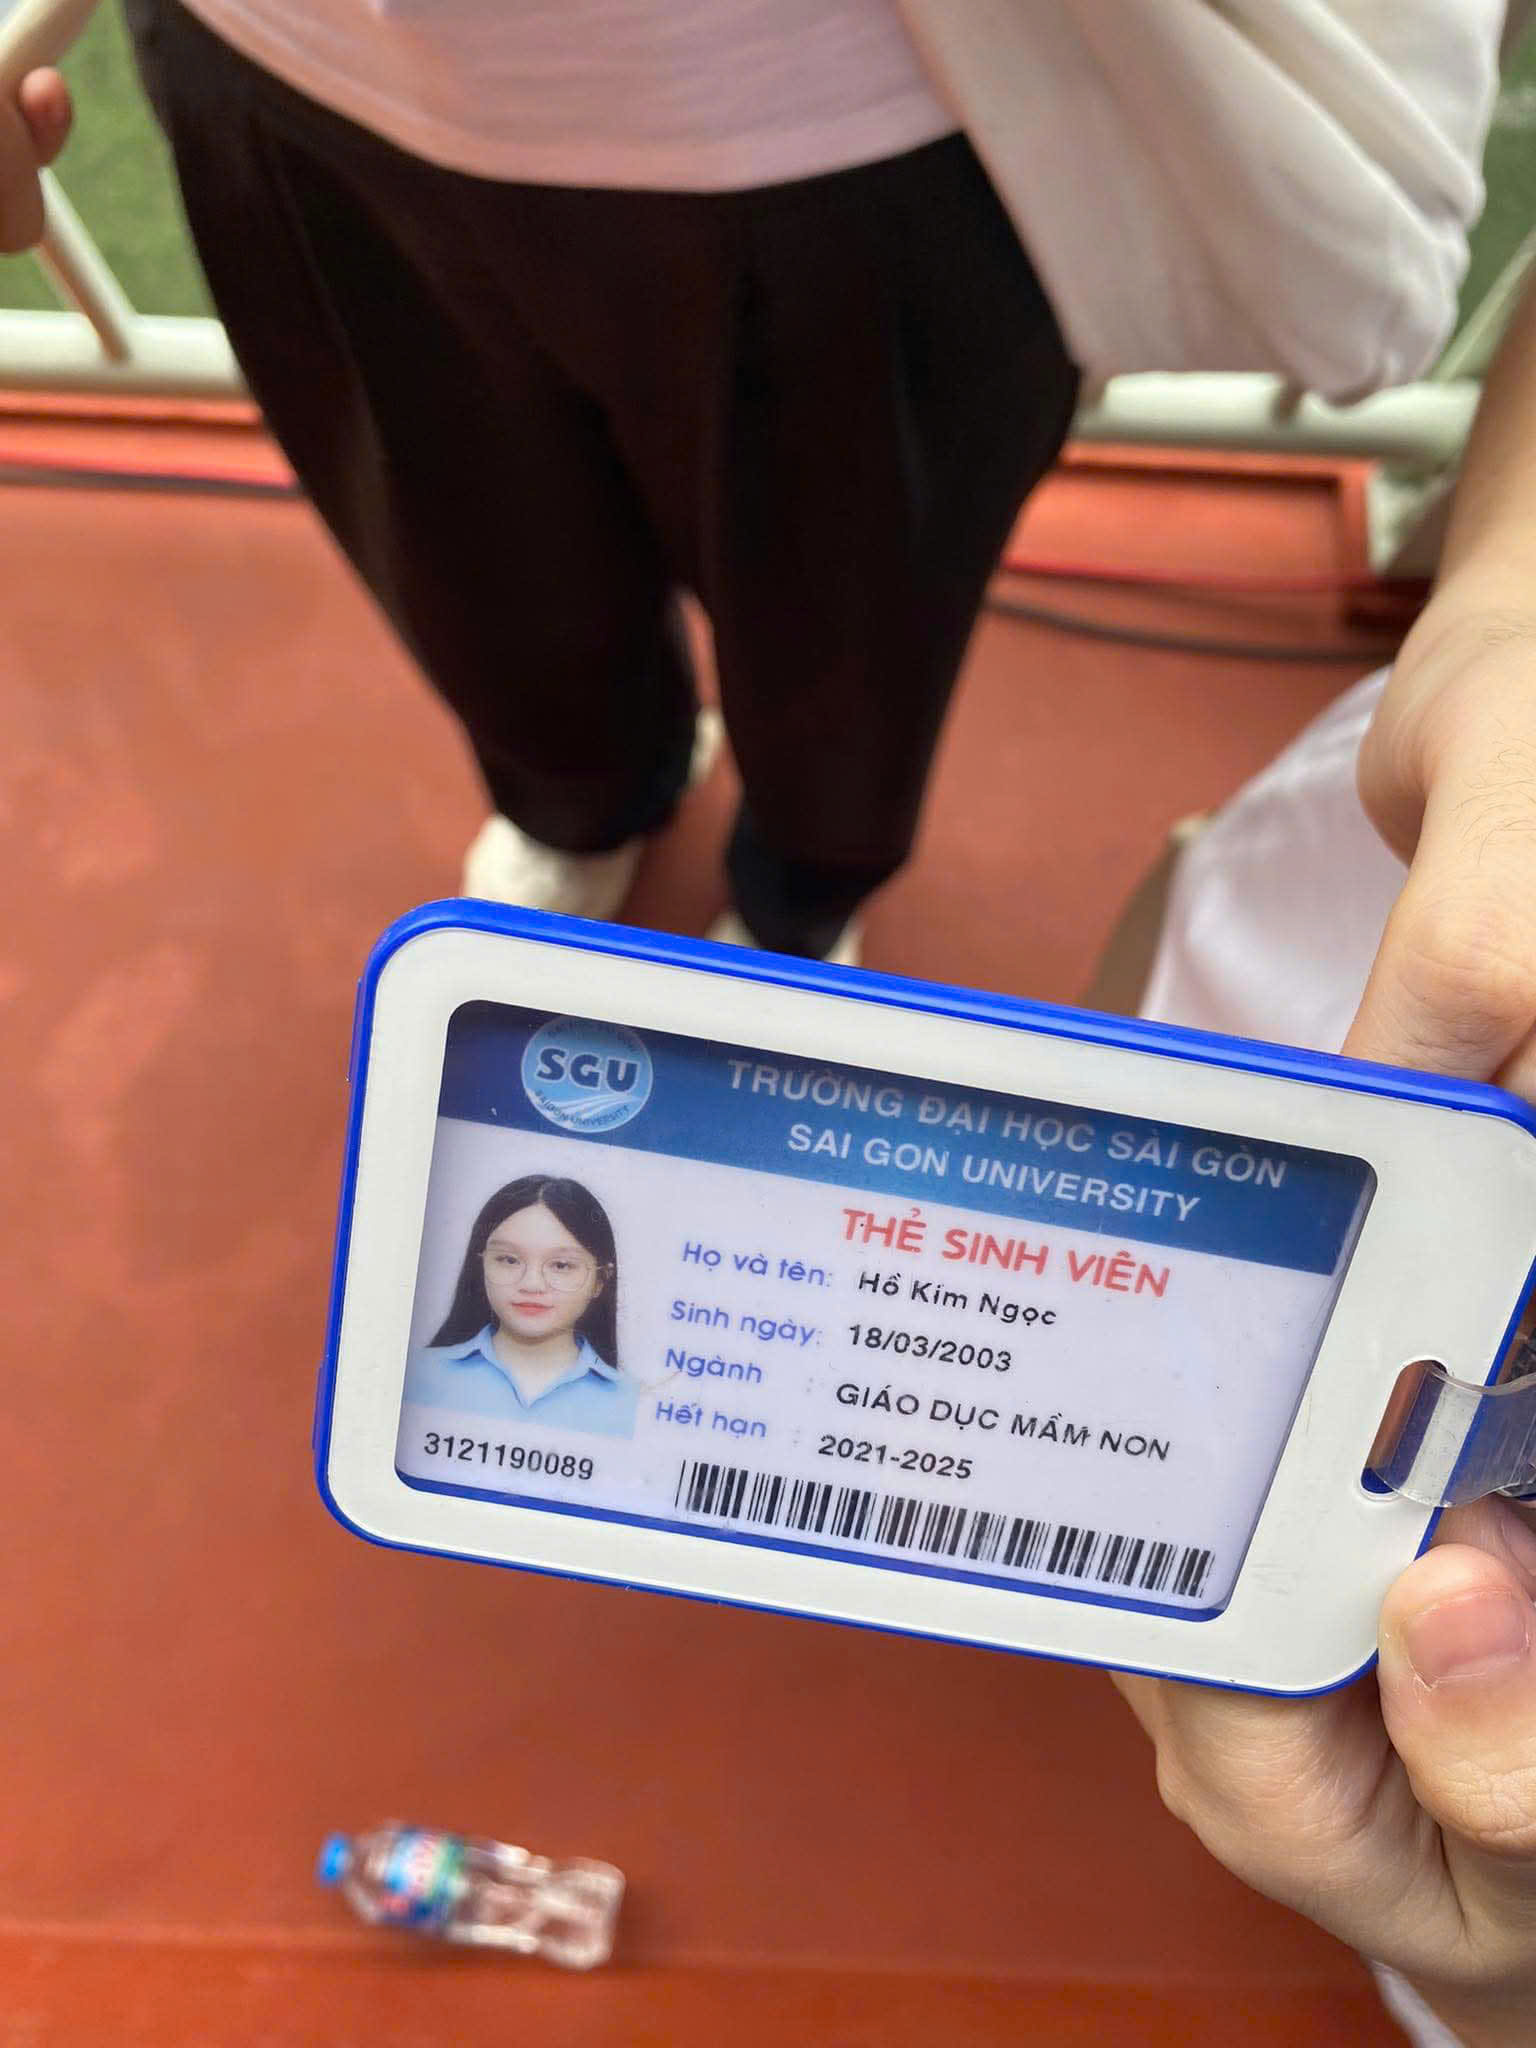 SGU
SAIGON UNIVERSITY
TRƯỜNG ĐẠI HỌC SÀI GÒN
SAI GON UNIVERSITY
THẺ SINH VIÊN
Họ và tên: Hồ Kim Ngọc
Sinh ngày: 18/03/2003
Ngành : GIÁO DỤC MẦM NON
Hết hạn : 2021-2025
3121190089